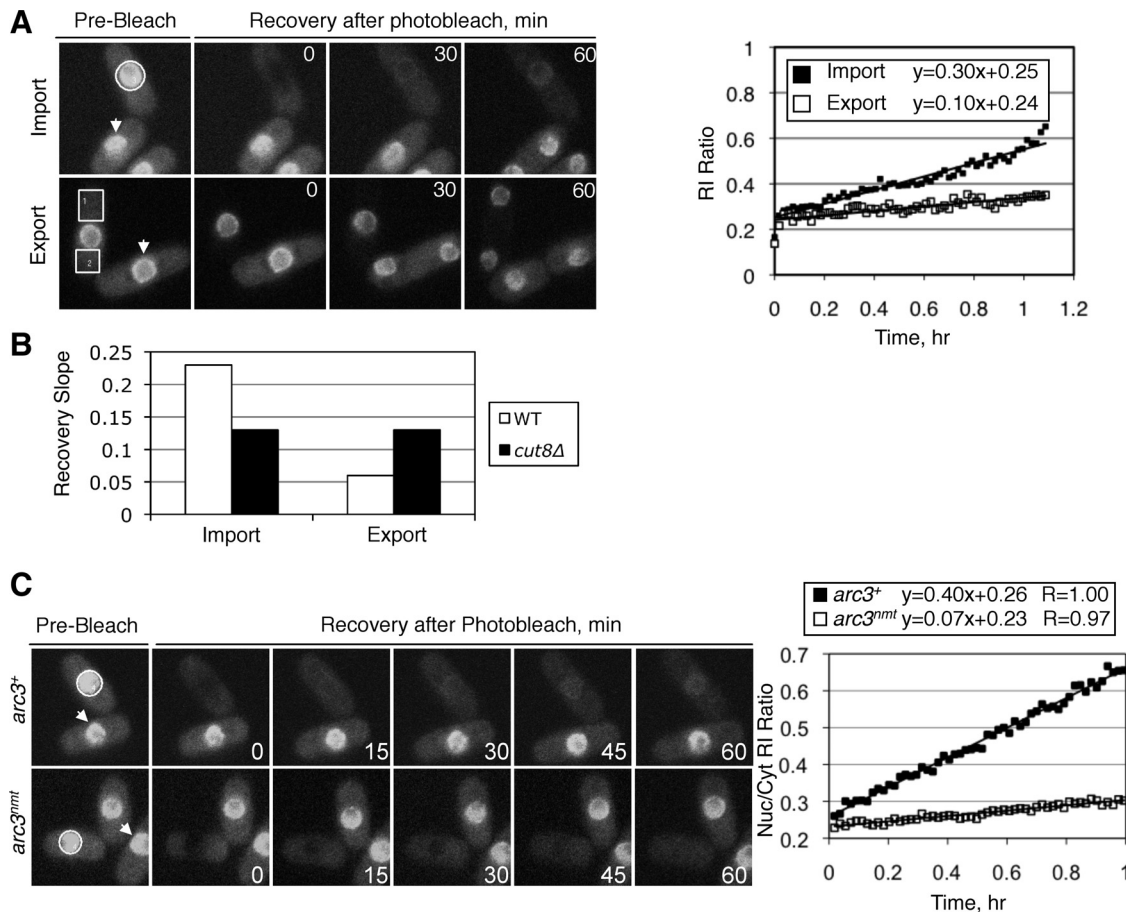 A
Pre-Bleach
Recovery after photobleach, min
Import
0
30
60
Export
1
2
0
30
60
RI Ratio
1
0.8
0.6
0.4
0.2
0
Import y=0.30x+0.25
Export y=0.10x+0.24
0 0.2 0.4 0.6 0.8 1 1.2
Time, hr
B
Recovery Slope
0.25
0.2
0.15
0.1
0.05
0
Import
Export
WT
cut8Δ
C
Pre-Bleach
Recovery after Photobleach, min
arc3+
0
15
30
45
60
arc3nmt
0
15
30
45
60
arc3+ y=0.40x+0.26 R=1.00
arc3nmt y=0.07x+0.23 R=0.97
Nuc/Cyt RI Ratio
0.7
0.6
0.5
0.4
0.3
0.2
0 0.2 0.4 0.6 0.8 1
Time, hr